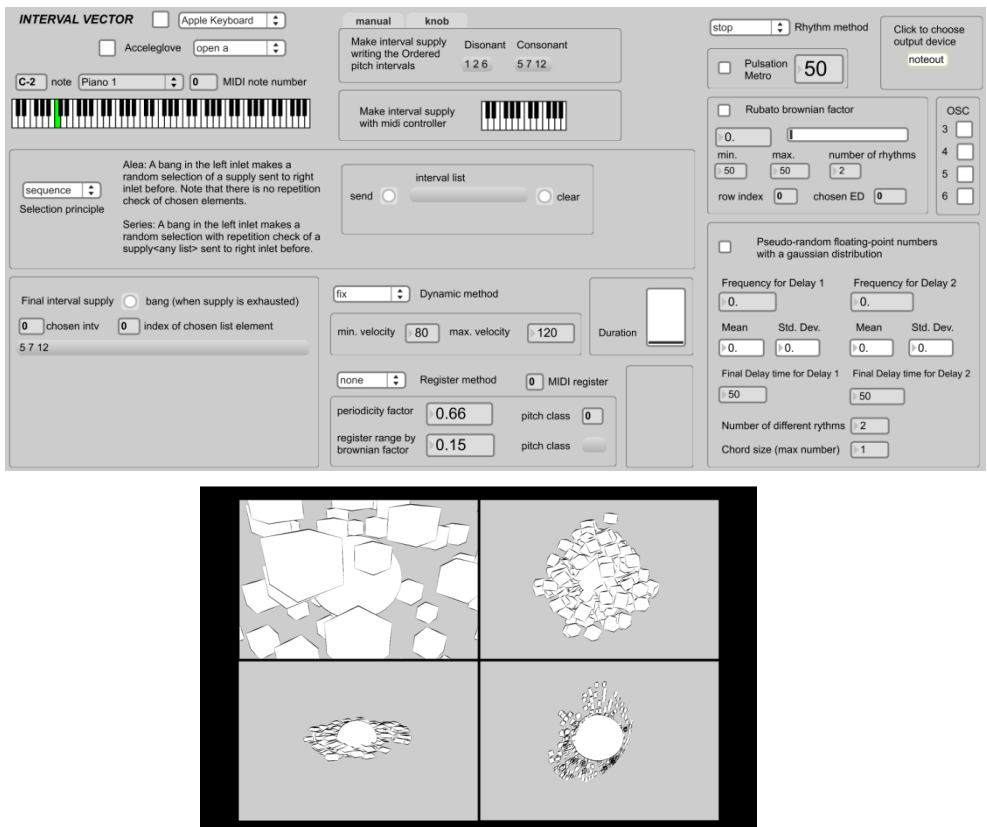 INTERVAL VECTOR
Apple Keyboard
Acceleglove
open a
C-2 note Piano 1 0 MIDI note number
manual knob
Make interval supply
writing the Ordered
pitch intervals
Disonant Consonant
1 2 6 5 7 12
Make interval supply
with midi controller
stop Rhythm method
Pulsation
Metro
50
Click to choose
output device
noteout
Rubato brownian factor
0.
min. max. number of rhythms
50 50 2
row index 0 chosen ED 0
OSC
3
4
5
6
sequence
Selection principle
Alea: A bang in the left inlet makes a
random selection of a supply sent to right
inlet before. Note that there is no repetition
check of chosen elements.
Series: A bang in the left inlet makes a
random selection with repetition check of a
supply<any list> sent to right inlet before.
interval list
send clear
Final interval supply bang (when supply is exhausted)
0 chosen intv 0 index of chosen list element
5 7 12
fix Dynamic method
min. velocity 80 max. velocity 120
Duration
none Register method 0 MIDI register
periodicity factor 0.66 pitch class 0
register range by
brownian factor
0.15 pitch class
Pseudo-random floating-point numbers
with a gaussian distribution
Frequency for Delay 1 Frequency for Delay 2
0. 0.
Mean Std. Dev. Mean Std. Dev.
0. 0. 0. 0.
Final Delay time for Delay 1 Final Delay time for Delay 2
50 50
Number of different rythms 2
Chord size (max number) 1